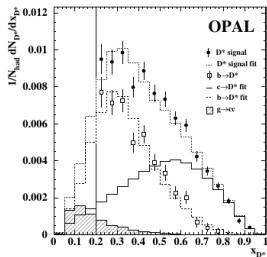 OPAL
1/N_had dN_D*/dx_D*
0.01
0.008
0.006
0.004
0.002
0
D* signal
D* signal fit
b→D*
c→D* fit
b→D* fit
g→cc
0 0.1 0.2 0.3 0.4 0.5 0.6 0.7 0.8 0.9 1
x_D*